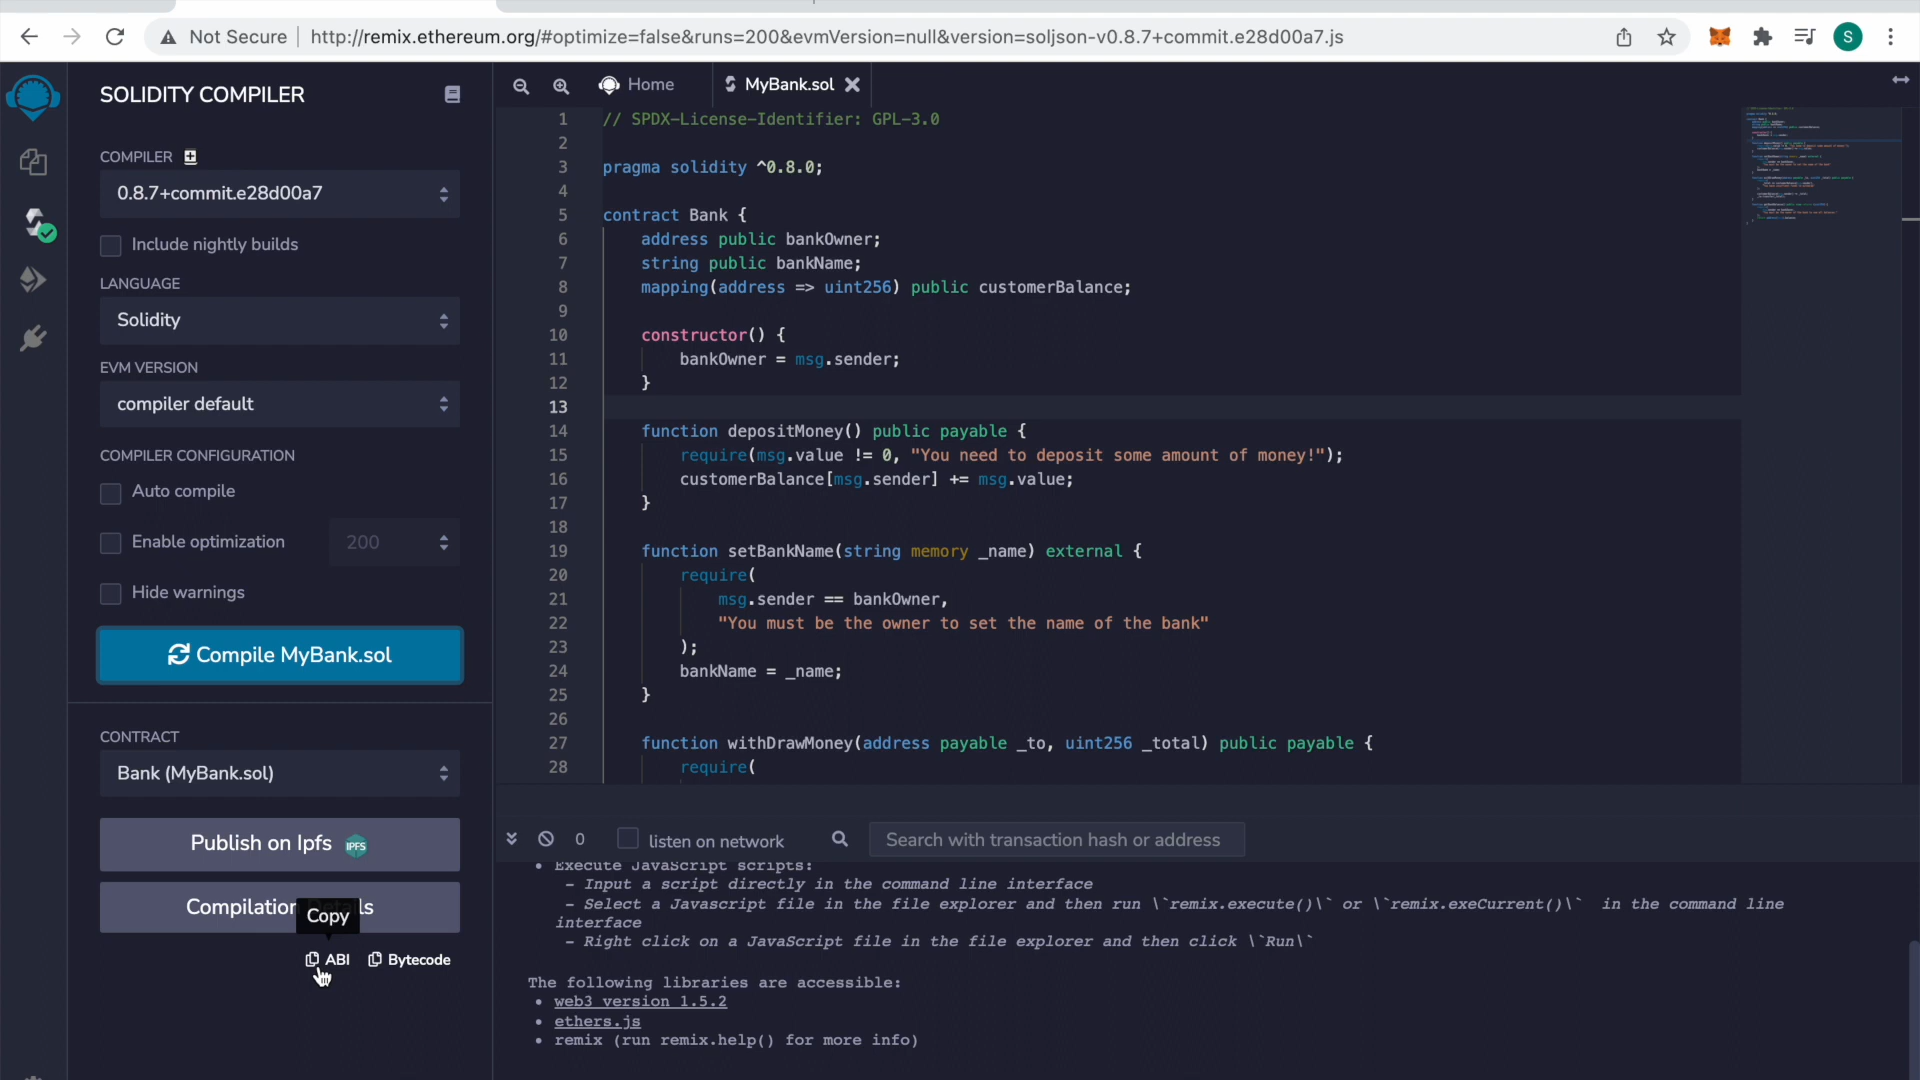 Not Secure | http://remix.ethereum.org/#optimize=false&runs=200&evmVersion=null&version=soljson-v0.8.7+commit.e28d00a7.js
S
SOLIDITY COMPILER
COMPILER
0.8.7+commit.e28d00a7
Include nightly builds
LANGUAGE
Solidity
EVM VERSION
compiler default
COMPILER CONFIGURATION
Auto compile
Enable optimization
200
Hide warnings
Compile MyBank.sol
CONTRACT
Bank (MyBank.sol)
Publish on Ipfs
IPFS
Compilation
Copy
ABI
Bytecode
Home
MyBank.sol
1 // SPDX-License-Identifier: GPL-3.0
2
3 pragma solidity ^0.8.0;
4
5 contract Bank {
6 address public bankOwner;
7 string public bankName;
8 mapping(address => uint256) public customerBalance;
9
10 constructor() {
11 bankOwner = msg.sender;
12 }
13
14 function depositMoney() public payable {
15 require(msg.value != 0, "You need to deposit some amount of money!");
16 customerBalance[msg.sender] += msg.value;
17 }
18
19 function setBankName(string memory _name) external {
20 require(
21 msg.sender == bankOwner,
22 "You must be the owner to set the name of the bank"
23 );
24 bankName = _name;
25 }
26
27 function withDrawMoney(address payable _to, uint256 _total) public payable {
28 require(
0
listen on network
Search with transaction hash or address
• Execute JavaScript scripts:
- Input a script directly in the command line interface
- Select a Javascript file in the file explorer and then run \`remix.execute()\` or \`remix.exeCurrent()\` in the command line
interface
- Right click on a JavaScript file in the file explorer and then click \`Run\`
The following libraries are accessible:
• web3 version 1.5.2
• ethers.js
• remix (run remix.help() for more info)